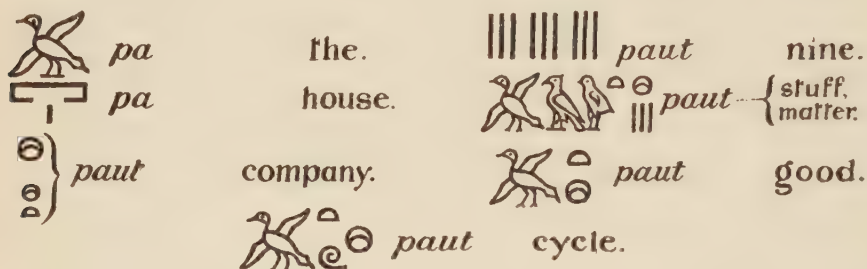 pa the. paut nine.
pa house. paut { stuff, matter.
} paut company. paut good.
paut cycle.